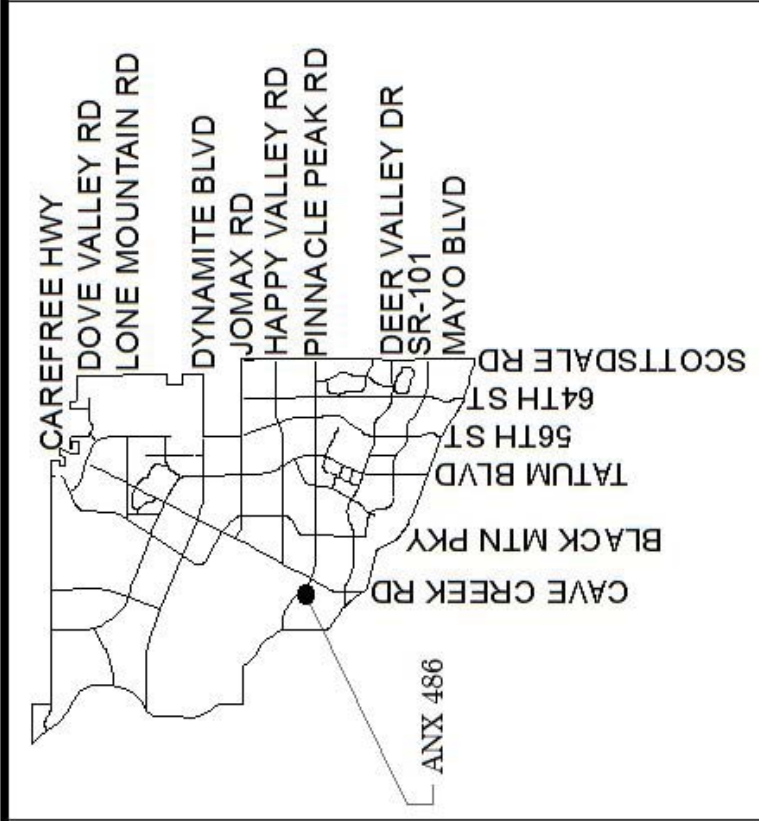 CAREFREE HWY
DOVE VALLEY RD
LONE MOUNTAIN RD
DYNAMITE BLVD
JOMAX RD
HAPPY VALLEY RD
PINNACLE PEAK RD
DEER VALLEY DR
SR-101
MAYO BLVD
SCOTTSDALE RD
64TH ST
56TH ST
TATUM BLVD
BLACK MTN PKY
CAVE CREEK RD
ANX 486